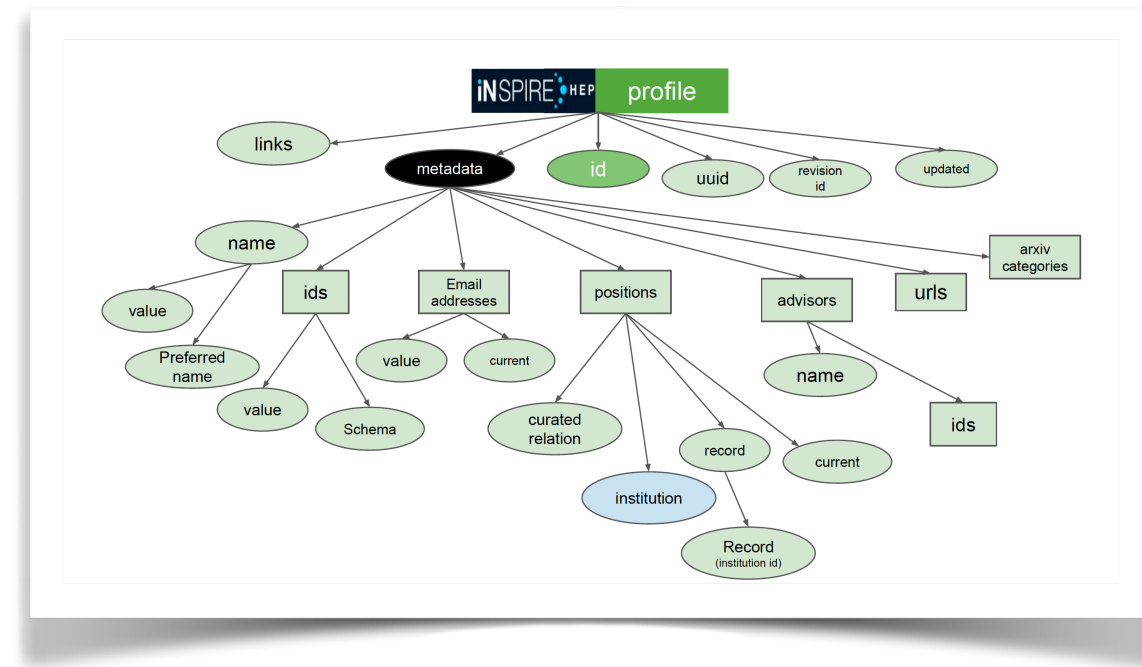 iNSPIRE HEP profile
links
metadata
id
uuid
revision
id
updated
name
ids
Email
addresses
positions
advisors
urls
arxiv
categories
value
Preferred
name
value
Schema
value
current
curated
relation
institution
record
current
Record
(institution id)
name
ids